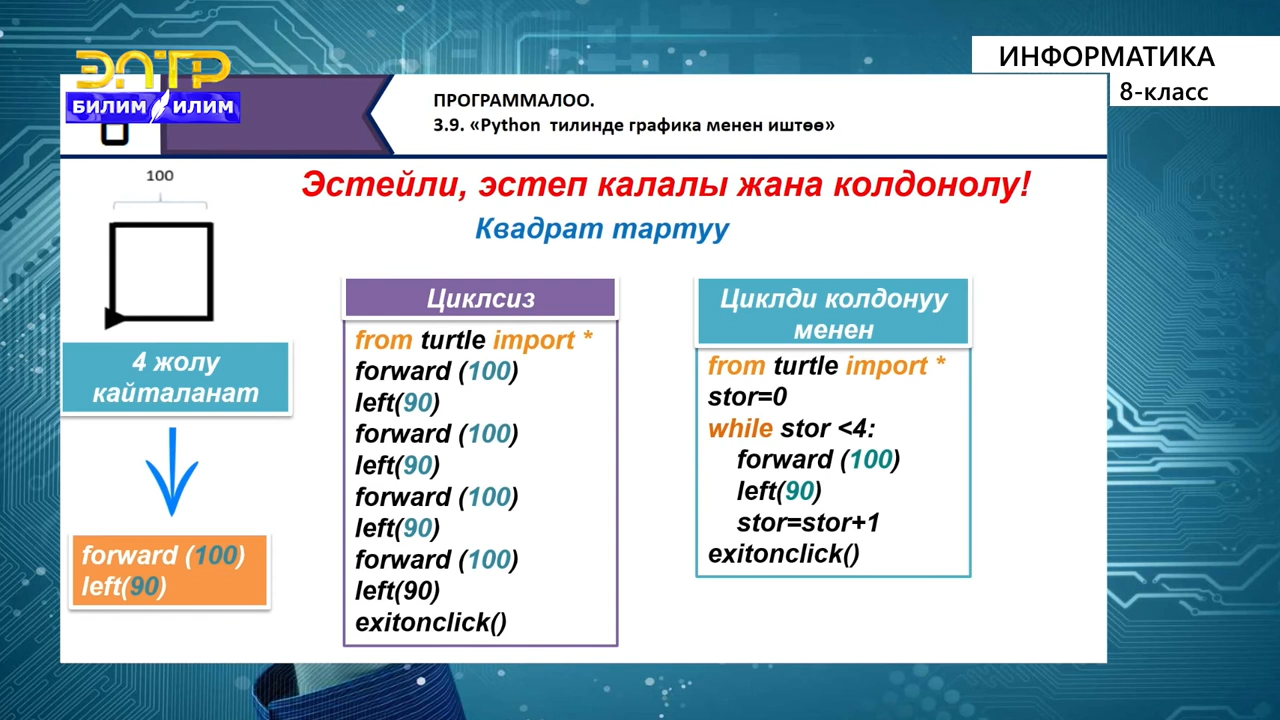 ЭЛТР
БИЛИМ ИЛИМ
ИНФОРМАТИКА
8-класс
ПРОГРАММАЛОО.
3.9. «Python тилинде графика менен иштөө»
Эстейли, эстеп калалы жана колдонолу!
Квадрат тартуу
100
4 жолу
кайталанат
forward (100)
left(90)
Циклсиз
from turtle import *
forward (100)
left(90)
forward (100)
left(90)
forward (100)
left(90)
forward (100)
left(90)
exitonclick()
Циклди колдонуу
менен
from turtle import *
stor=0
while stor <4:
forward (100)
left(90)
stor=stor+1
exitonclick()